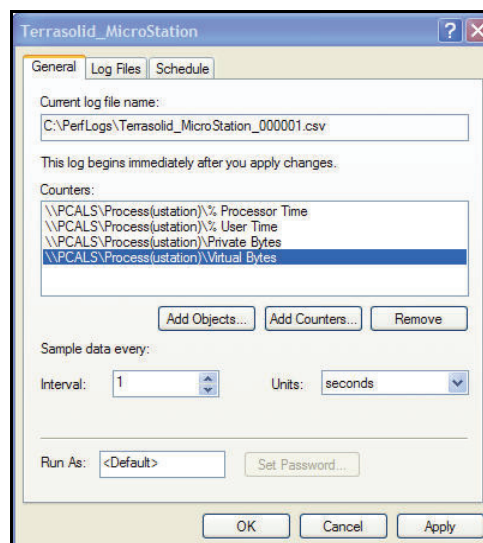 Terrasolid_MicroStation
General Log Files Schedule
Current log file name:
C:\PerfLogs\Terrasolid_MicroStation_000001.csv
This log begins immediately after you apply changes.
Counters:
\\PCALS\Process(ustation)\% Processor Time
\\PCALS\Process(ustation)\% User Time
\\PCALS\Process(ustation)\Private Bytes
\\PCALS\Process(ustation)\Virtual Bytes
Add Objects... Add Counters... Remove
Sample data every:
Interval: 1 Units: seconds
Run As: <Default> Set Password...
OK Cancel Apply